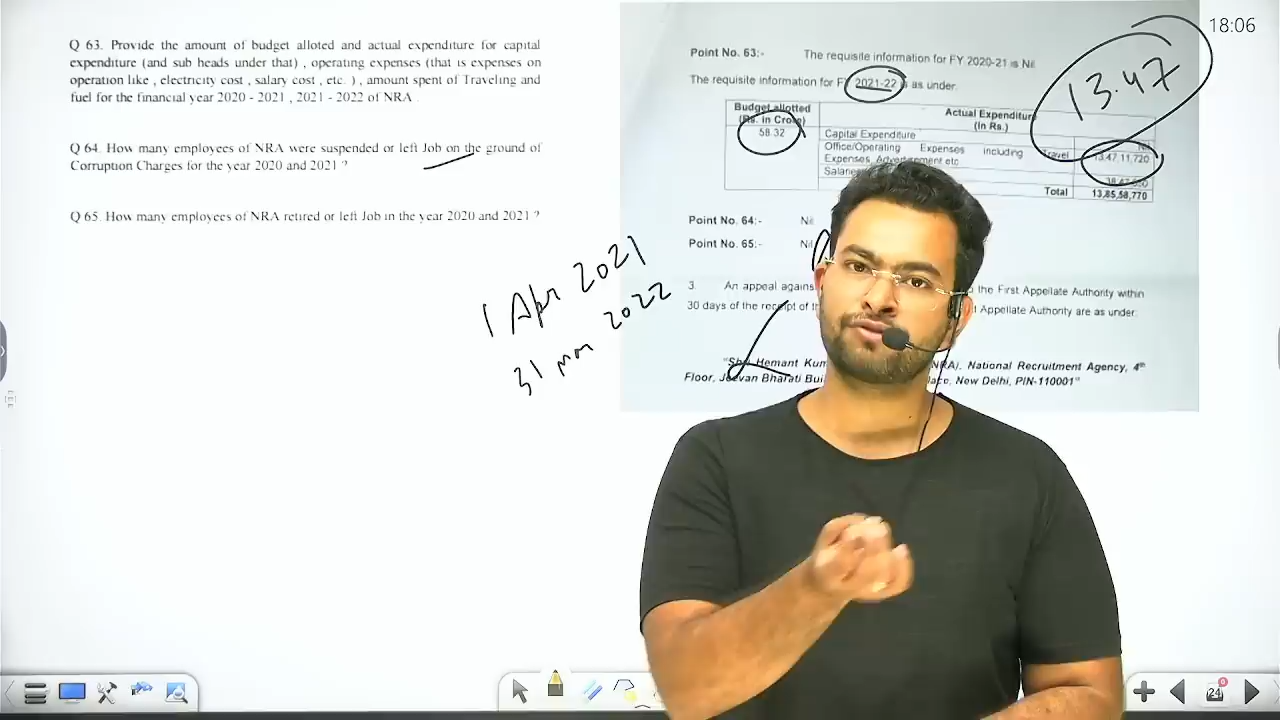 18:06
Q 63. Provide the amount of budget alloted and actual expenditure for capital
expenditure (and sub heads under that) , operating expenses (that is expenses on
operation like , electricity cost , salary cost , etc. ) , amount spent of Traveling and
fuel for the financial year 2020 - 2021 , 2021 - 2022 of NRA
Q 64. How many employees of NRA were suspended or left Job on the ground of
Corruption Charges for the year 2020 and 2021 ?
Q 65. How many employees of NRA retired or left Job in the year 2020 and 2021 ?
1 Apr 2021
31 mar 2022
Point No. 63:- The requisite information for FY 2020-21 is Nil
The requisite information for FY 2021-22 is as under:
Budget allotted
(Rs. in Crore)
Actual Expenditure
(in Rs.)
58.32
Capital Expenditure Nil
Office/Operating Expenses including Travel
Expenses, Advertisement etc
13,47,11,720
Total 13,85,58,770
13.47
Point No. 64:- Nil
Point No. 65:- Nil
3. An appeal agains the First Appellate Authority within
30 days of the receipt of t Appellate Authority are as under:
"Shri Hemant Kum NRA), National Recruitment Agency, 4th
Floor, Jeevan Bharati Bui New Delhi, PIN-110001"
24